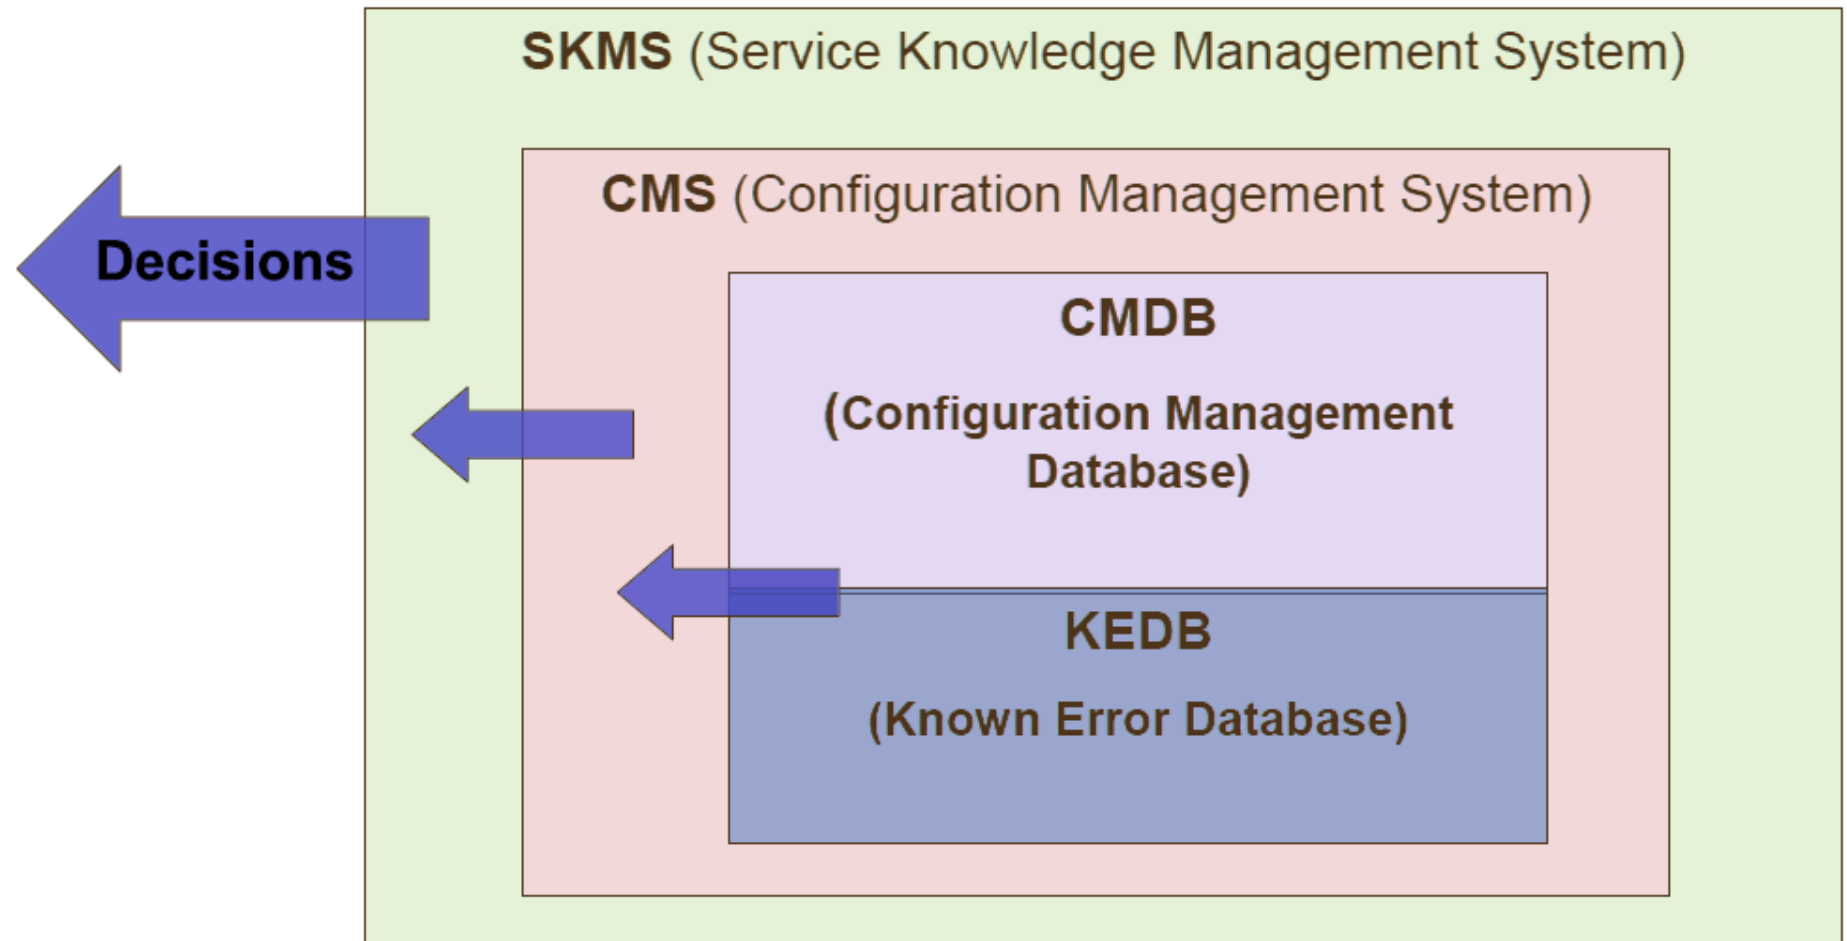 SKMS (Service Knowledge Management System)
CMS (Configuration Management System)
Decisions
CMDB
(Configuration Management
Database)
KEDB
(Known Error Database)